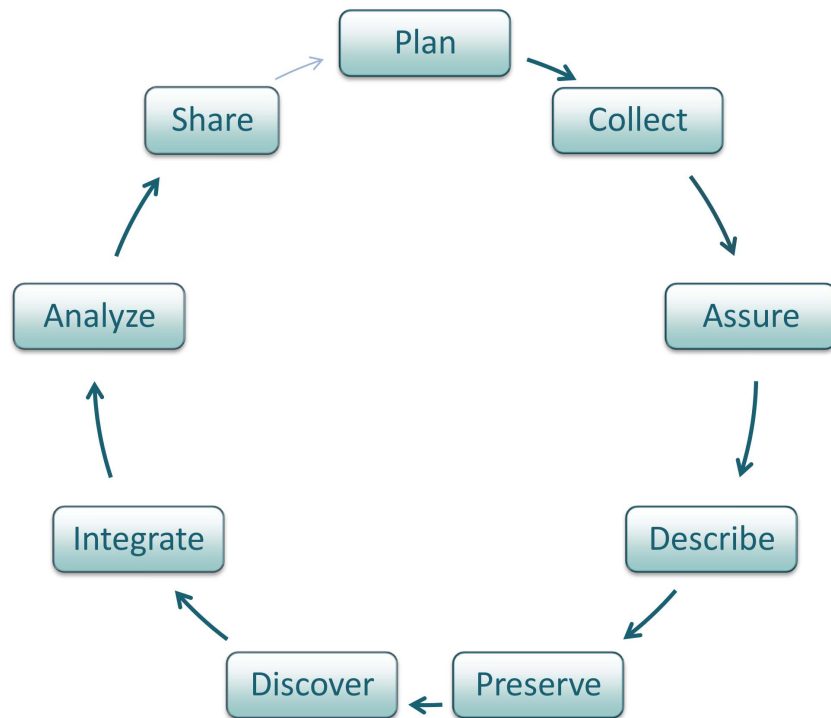 Plan
Collect
Assure
Describe
Preserve
Discover
Integrate
Analyze
Share